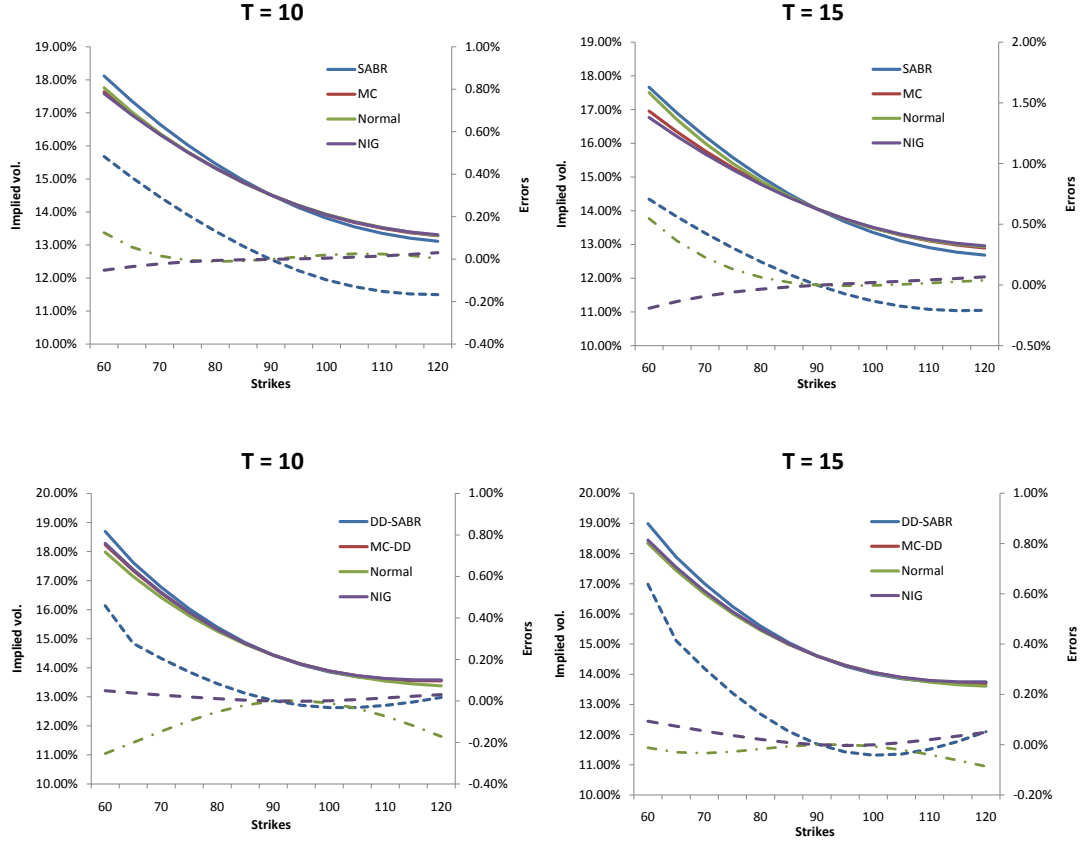 T = 10
19.00%
18.00%
17.00%
16.00%
15.00%
14.00%
13.00%
12.00%
11.00%
10.00%
Implied vol.
1.00%
0.80%
0.60%
0.40%
0.20%
0.00%
-0.20%
-0.40%
Errors
SABR
MC
Normal
NIG
60 70 80 90 100 110 120
Strikes
T = 15
19.00%
18.00%
17.00%
16.00%
15.00%
14.00%
13.00%
12.00%
11.00%
10.00%
Implied vol.
2.00%
1.50%
1.00%
0.50%
0.00%
-0.50%
Errors
SABR
MC
Normal
NIG
60 70 80 90 100 110 120
Strikes
T = 10
20.00%
19.00%
18.00%
17.00%
16.00%
15.00%
14.00%
13.00%
12.00%
11.00%
10.00%
Implied vol.
1.00%
0.80%
0.60%
0.40%
0.20%
0.00%
-0.20%
-0.40%
Errors
DD-SABR
MC-DD
Normal
NIG
60 70 80 90 100 110 120
Strikes
T = 15
20.00%
19.00%
18.00%
17.00%
16.00%
15.00%
14.00%
13.00%
12.00%
11.00%
10.00%
Implied vol.
1.00%
0.80%
0.60%
0.40%
0.20%
0.00%
-0.20%
Errors
DD-SABR
MC-DD
Normal
NIG
60 70 80 90 100 110 120
Strikes